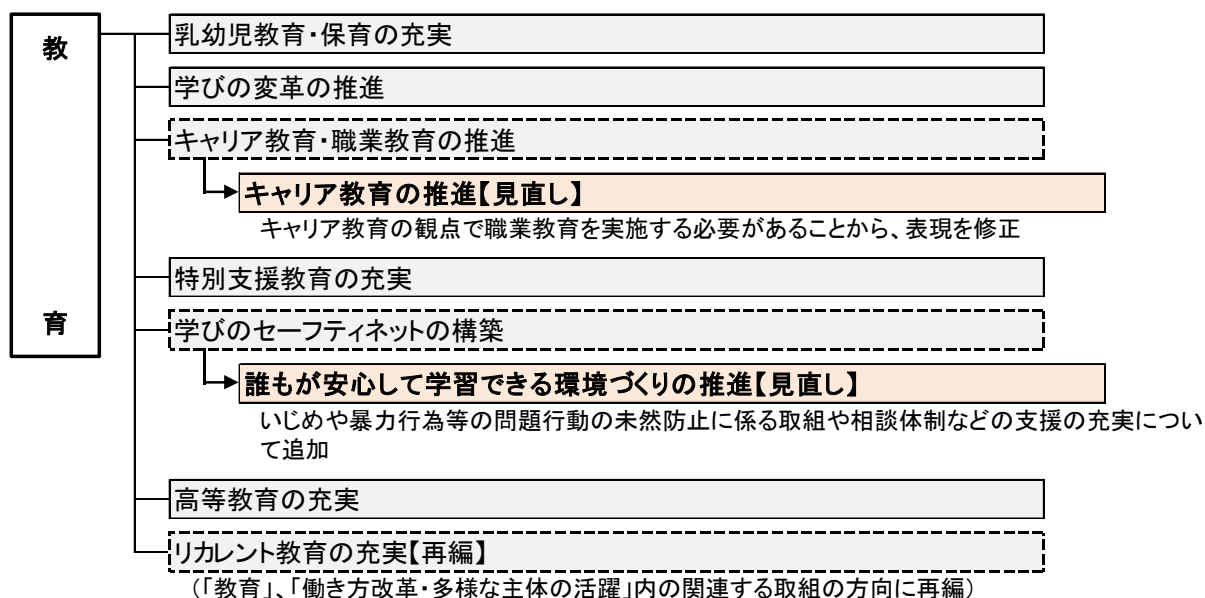 教
育
乳幼児教育・保育の充実
学びの変革の推進
キャリア教育・職業教育の推進
キャリア教育の推進【見直し】
キャリア教育の観点で職業教育を実施する必要があることから、表現を修正
特別支援教育の充実
学びのセーフティネットの構築
誰もが安心して学習できる環境づくりの推進【見直し】
いじめや暴力行為等の問題行動の未然防止に係る取組や相談体制などの支援の充実につい
て追加
高等教育の充実
リカレント教育の充実【再編】
（「教育」、「働き方改革・多様な主体の活躍」内の関連する取組の方向に再編）